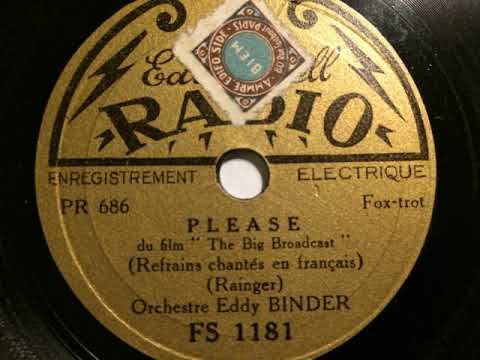 RADIO
ENREGISTREMENT ELECTRIQUE
PR 686 Fox-trot
PLEASE
du film " The Big Broadcast "
(Refrains chantés en français)
(Rainger)
Orchestre Eddy BINDER
FS 1181
BIEM